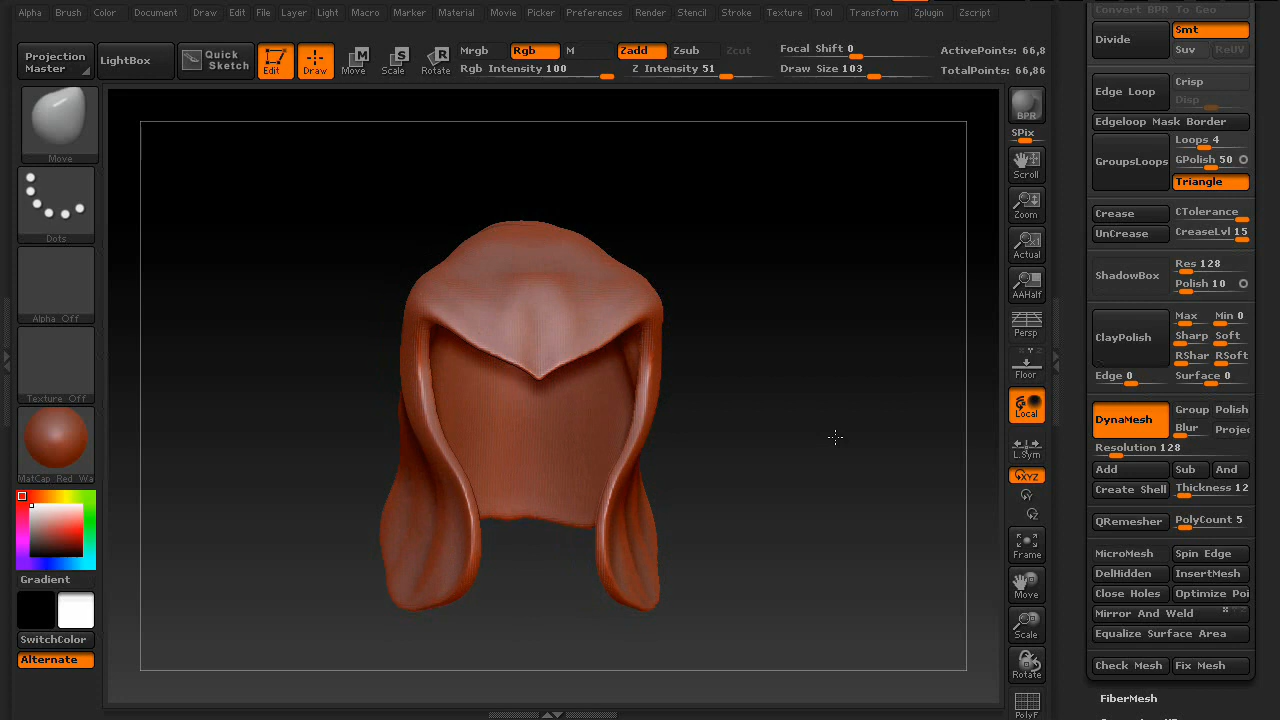 Alpha Brush Color Document Draw Edit File Layer Light Macro Marker Material Movie Picker Preferences Render Stencil Stroke Texture Tool Transform Zplugin Zscript
Projection Master
LightBox
Quick Sketch
Edit
Draw
Move
Scale
Rotate
Mrgb Rgb M Zadd Zsub Zcut
Rgb Intensity 100 Z Intensity 51
Focal Shift 0
Draw Size 103
ActivePoints: 66,8
TotalPoints: 66,86
Move
Dots
Alpha Off
Texture Off
MatCap Red Wa
Gradient
SwitchColor
Alternate
BPR
SPix
Scroll
Zoom
Actual
AAHalf
Persp
Floor
Local
L.Sym
XYZ
Y
Z
Frame
Move
Scale
Rotate
PolyF
Convert BPR To Geo
Divide
Smt
Suv ReUV
Edge Loop
Crisp
Disp
Edgeloop Mask Border
GroupsLoops
Loops 4
GPolish 50
Triangle
Crease CTolerance
UnCrease CreaseLvl 15
ShadowBox
Res 128
Polish 10
ClayPolish
Max Min 0
Sharp Soft
RShar RSoft
Edge 0 Surface 0
DynaMesh
Group Polish
Blur Projec
Resolution 128
Add Sub And
Create Shell Thickness 12
QRemesher PolyCount 5
MicroMesh Spin Edge
DelHidden InsertMesh
Close Holes Optimize Poi
Mirror And Weld
Equalize Surface Area
Check Mesh Fix Mesh
FiberMesh